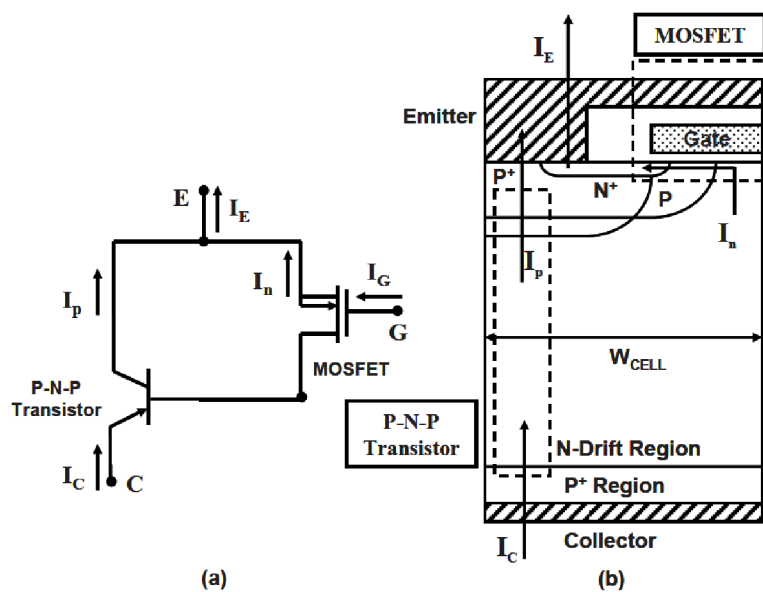 E
I_E
I_p
I_n
I_G
G
MOSFET
P-N-P
Transistor
I_C
C
(a)
I_E
MOSFET
Emitter
Gate
P⁺
N⁺
P
I_n
I_p
W_CELL
P-N-P
Transistor
N-Drift Region
P⁺ Region
I_C
Collector
(b)